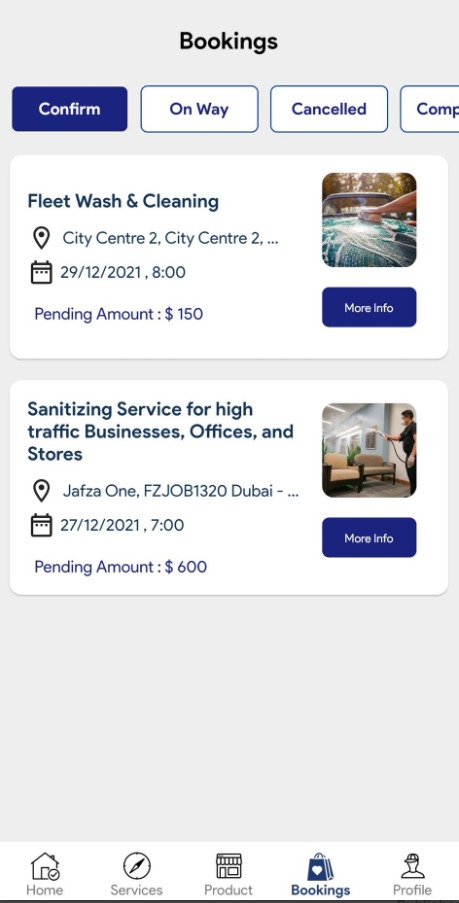 Bookings
Confirm
On Way
Cancelled
Comp
Fleet Wash & Cleaning
City Centre 2, City Centre 2, ...
29/12/2021 , 8:00
Pending Amount : $ 150
More Info
Sanitizing Service for high
traffic Businesses, Offices, and
Stores
Jafza One, FZJOB1320 Dubai - ...
27/12/2021 , 7:00
More Info
Pending Amount : $ 600
Home
Services
Product
Bookings
Profile